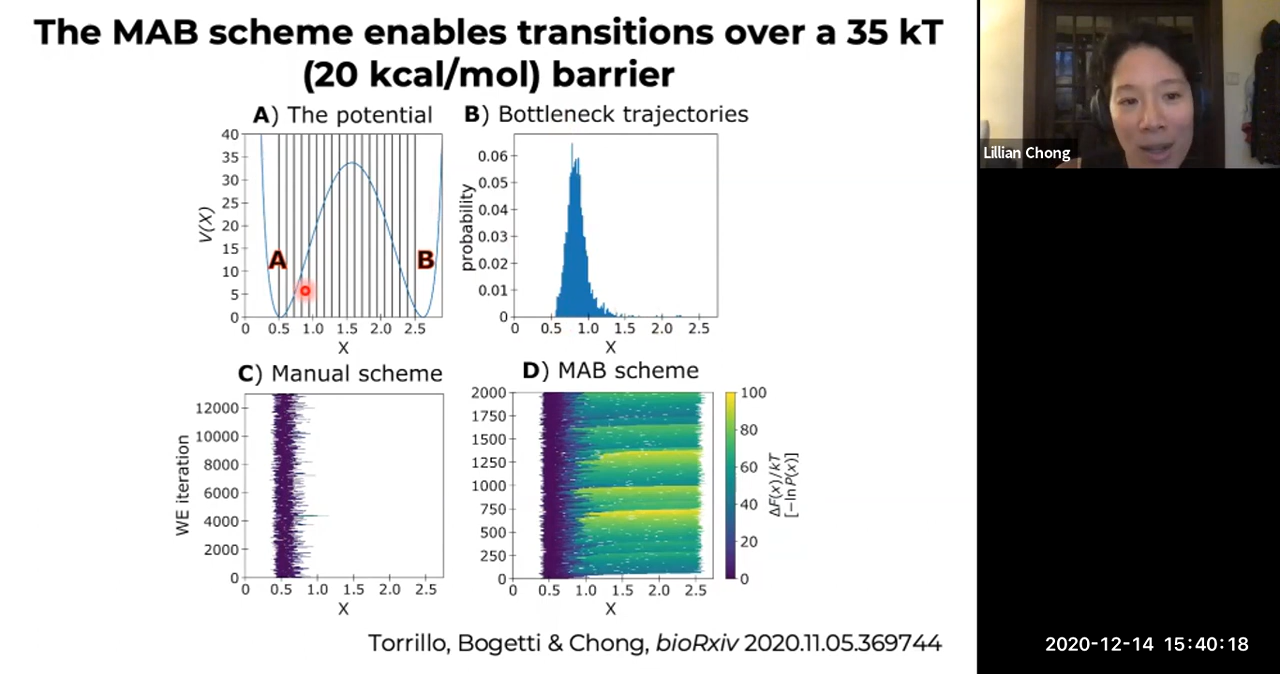 The MAB scheme enables transitions over a 35 kT
(20 kcal/mol) barrier
A) The potential
B) Bottleneck trajectories
40
35
30
25
20
15
10
5
0
V(X)
A
B
0 0.5 1.0 1.5 2.0 2.5
X
0.06
0.05
0.04
0.03
0.02
0.01
0
probability
0 0.5 1.0 1.5 2.0 2.5
X
C) Manual scheme
D) MAB scheme
12000
10000
8000
6000
4000
2000
0
WE iteration
0 0.5 1.0 1.5 2.0 2.5
X
2000
1750
1500
1250
1000
750
500
250
0
0 0.5 1.0 1.5 2.0 2.5
X
100
80
60
40
20
0
ΔF(x)/kT
[−ln P(x)]
Torrillo, Bogetti & Chong, bioRxiv 2020.11.05.369744
Lillian Chong
2020-12-14 15:40:18